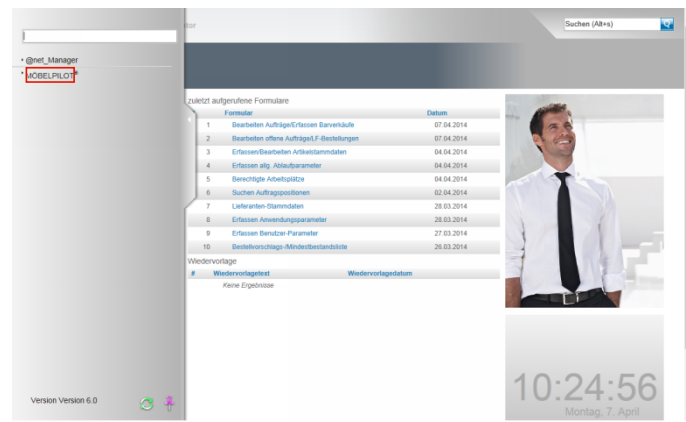 tor
Suchen (Alt+s)
@net_Manager
MÖBELPILOT®
zuletzt aufgerufene Formulare
Formular Datum
1 Bearbeiten Aufträge/Erfassen Barverkäufe 07.04.2014
2 Bearbeiten offene Aufträge/LF-Bestellungen 07.04.2014
3 Erfassen/Bearbeiten Artikelstammdaten 04.04.2014
4 Erfassen allg. Ablaufparameter 04.04.2014
5 Berechtigte Arbeitsplätze 04.04.2014
6 Suchen Auftragspositionen 02.04.2014
7 Lieferanten-Stammdaten 28.03.2014
8 Erfassen Anwendungsparameter 28.03.2014
9 Erfassen Benutzer-Parameter 27.03.2014
10 Bestellvorschlags-/Mindestbestandsliste 26.03.2014
Wiedervorlage
# Wiedervorlagetext Wiedervorlagedatum
Keine Ergebnisse
10:24:56
Montag, 7. April
Version Version 6.0